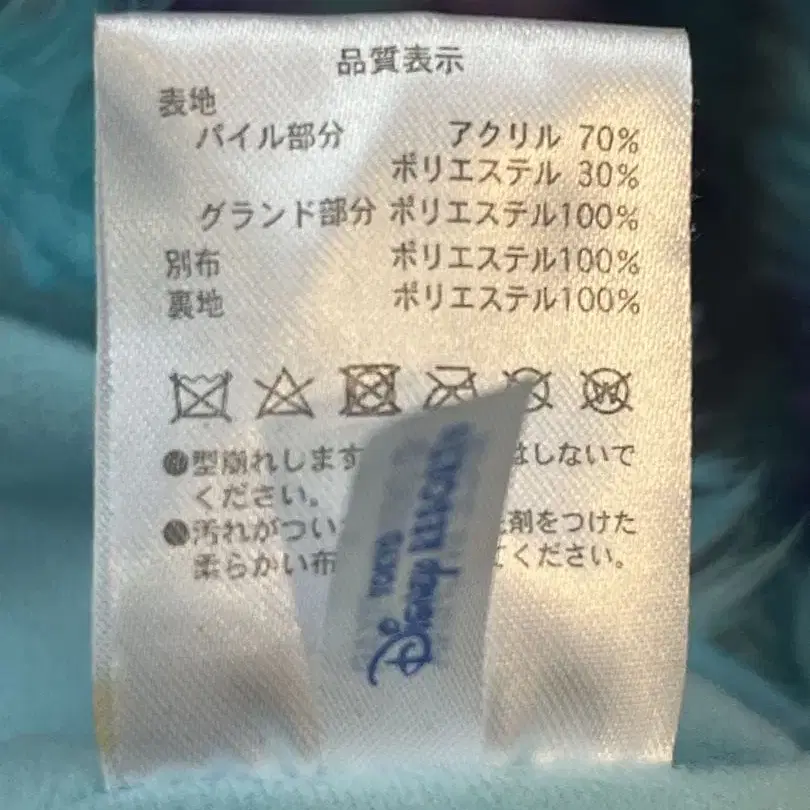 品質表示
表地
パイル部分 アクリル 70%
ポリエステル 30%
グランド部分 ポリエステル100%
別布 ポリエステル100%
裏地 ポリエステル100%
W
●型崩れします はしないで
ください。
●汚れがつい 剤をつけた
柔らかい布 てください。
Disney